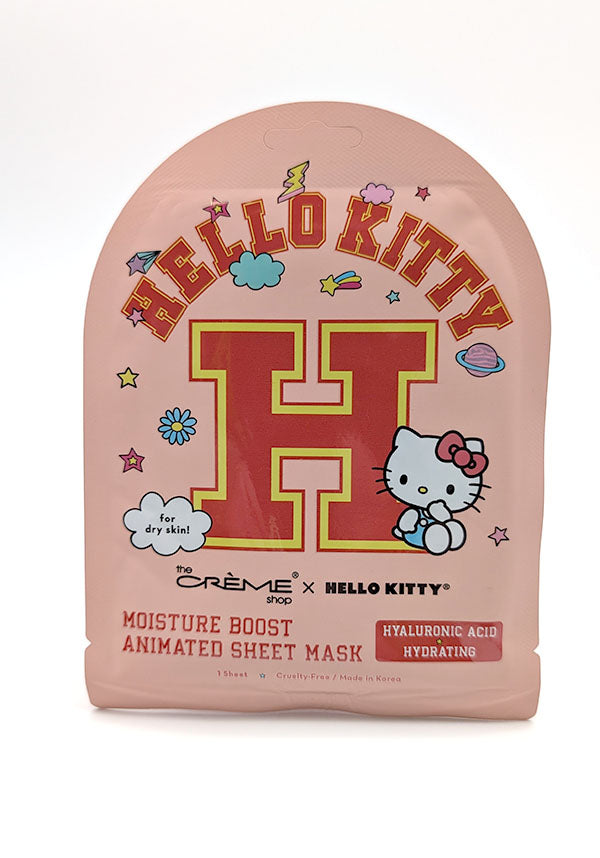 HELLO KITTY
H
for
dry skin!
the
CRÈME® x HELLO KITTY®
shop
MOISTURE BOOST
ANIMATED SHEET MASK
HYALURONIC ACID
HYDRATING
1 Sheet ☆ Cruelty-Free / Made in Korea